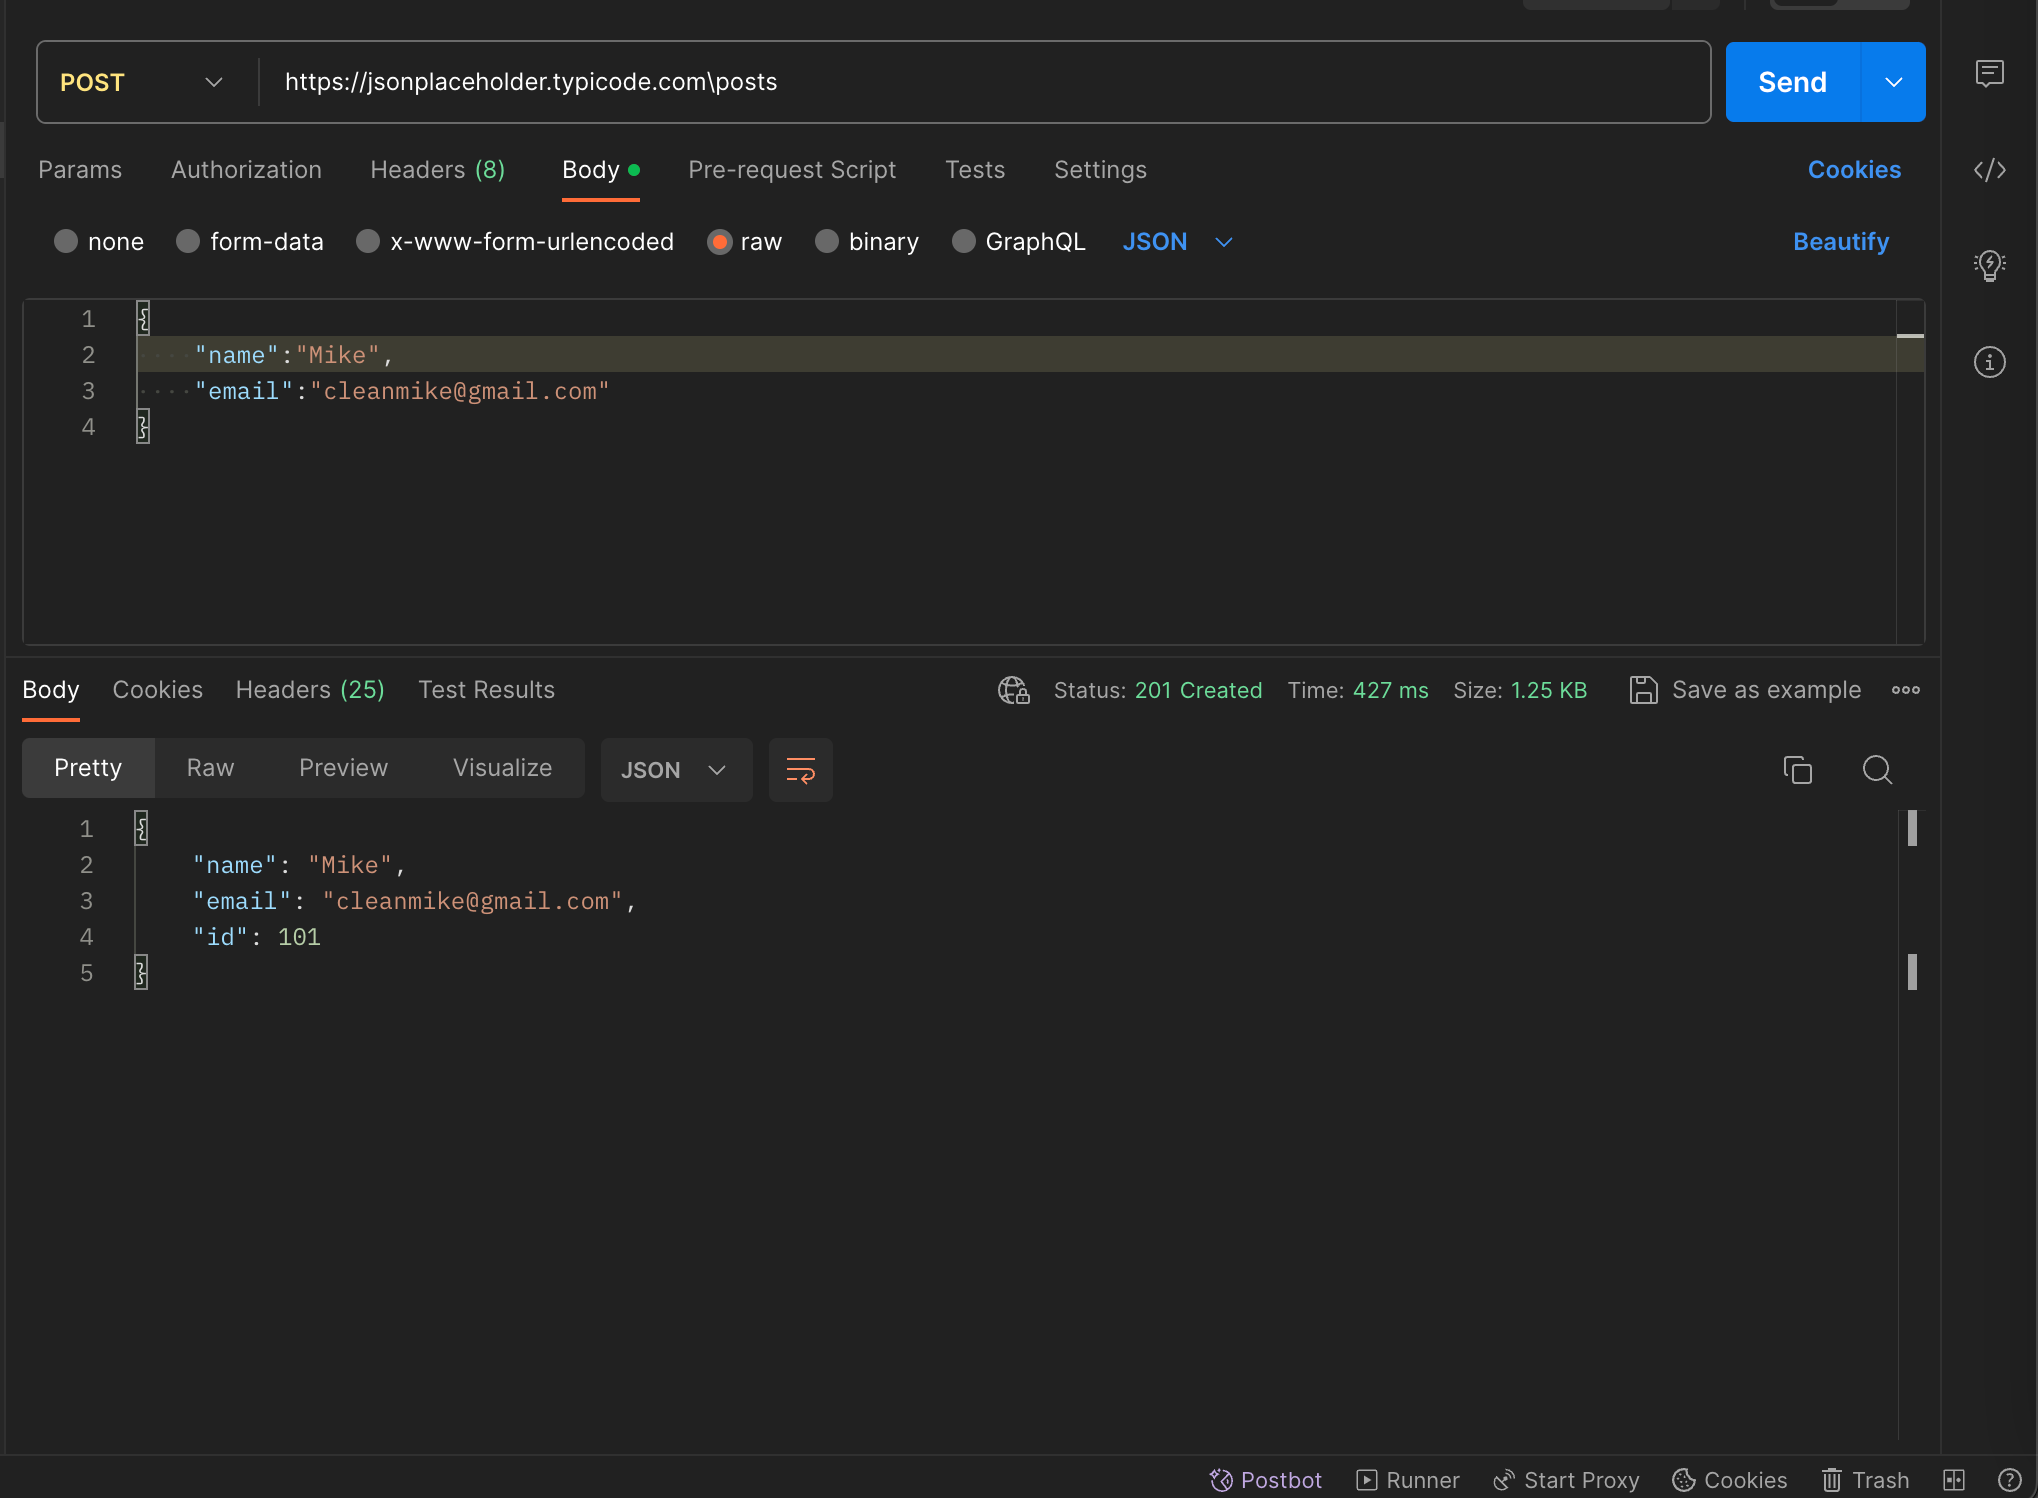 POST https://jsonplaceholder.typicode.com\posts Send
Params Authorization Headers (8) Body Pre-request Script Tests Settings Cookies
none form-data x-www-form-urlencoded raw binary GraphQL JSON Beautify
1 {
2 "name":"Mike",
3 "email":"cleanmike@gmail.com"
4 }
Body Cookies Headers (25) Test Results Status: 201 Created Time: 427 ms Size: 1.25 KB Save as example
Pretty Raw Preview Visualize JSON
1 {
2 "name": "Mike",
3 "email": "cleanmike@gmail.com",
4 "id": 101
5 }
Postbot Runner Start Proxy Cookies Trash